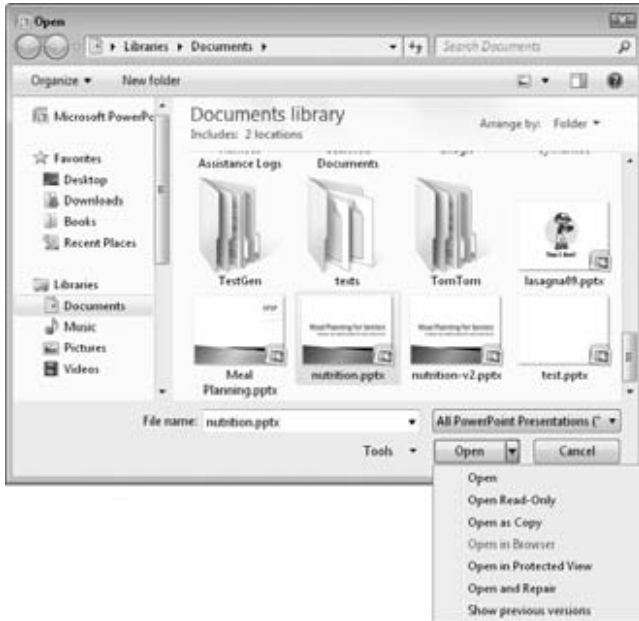 Open
Libraries ▸ Documents ▸
Search Documents
Organize ▾ New folder
Microsoft PowerPo
Documents library
Includes: 2 locations
Arrange by: Folder ▾
Favorites
Desktop
Downloads
Books
Recent Places
Libraries
Documents
Music
Pictures
Videos
Assistance Logs
Documents
TestGen
texts
TomTom
lasagna09.pptx
Meal Planning for Seniors
Meal Planning for Seniors
Meal
Planning.pptx
nutrition.pptx
nutrition-v2.pptx
test.pptx
File name: nutrition.pptx
All PowerPoint Presentations (*
Tools ▾ Open Cancel
Open
Open Read-Only
Open as Copy
Open in Browser
Open in Protected View
Open and Repair
Show previous versions